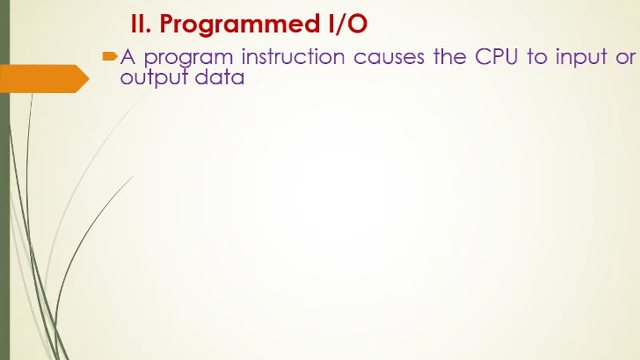 II. Programmed I/O
A program instruction causes the CPU to input or
output data